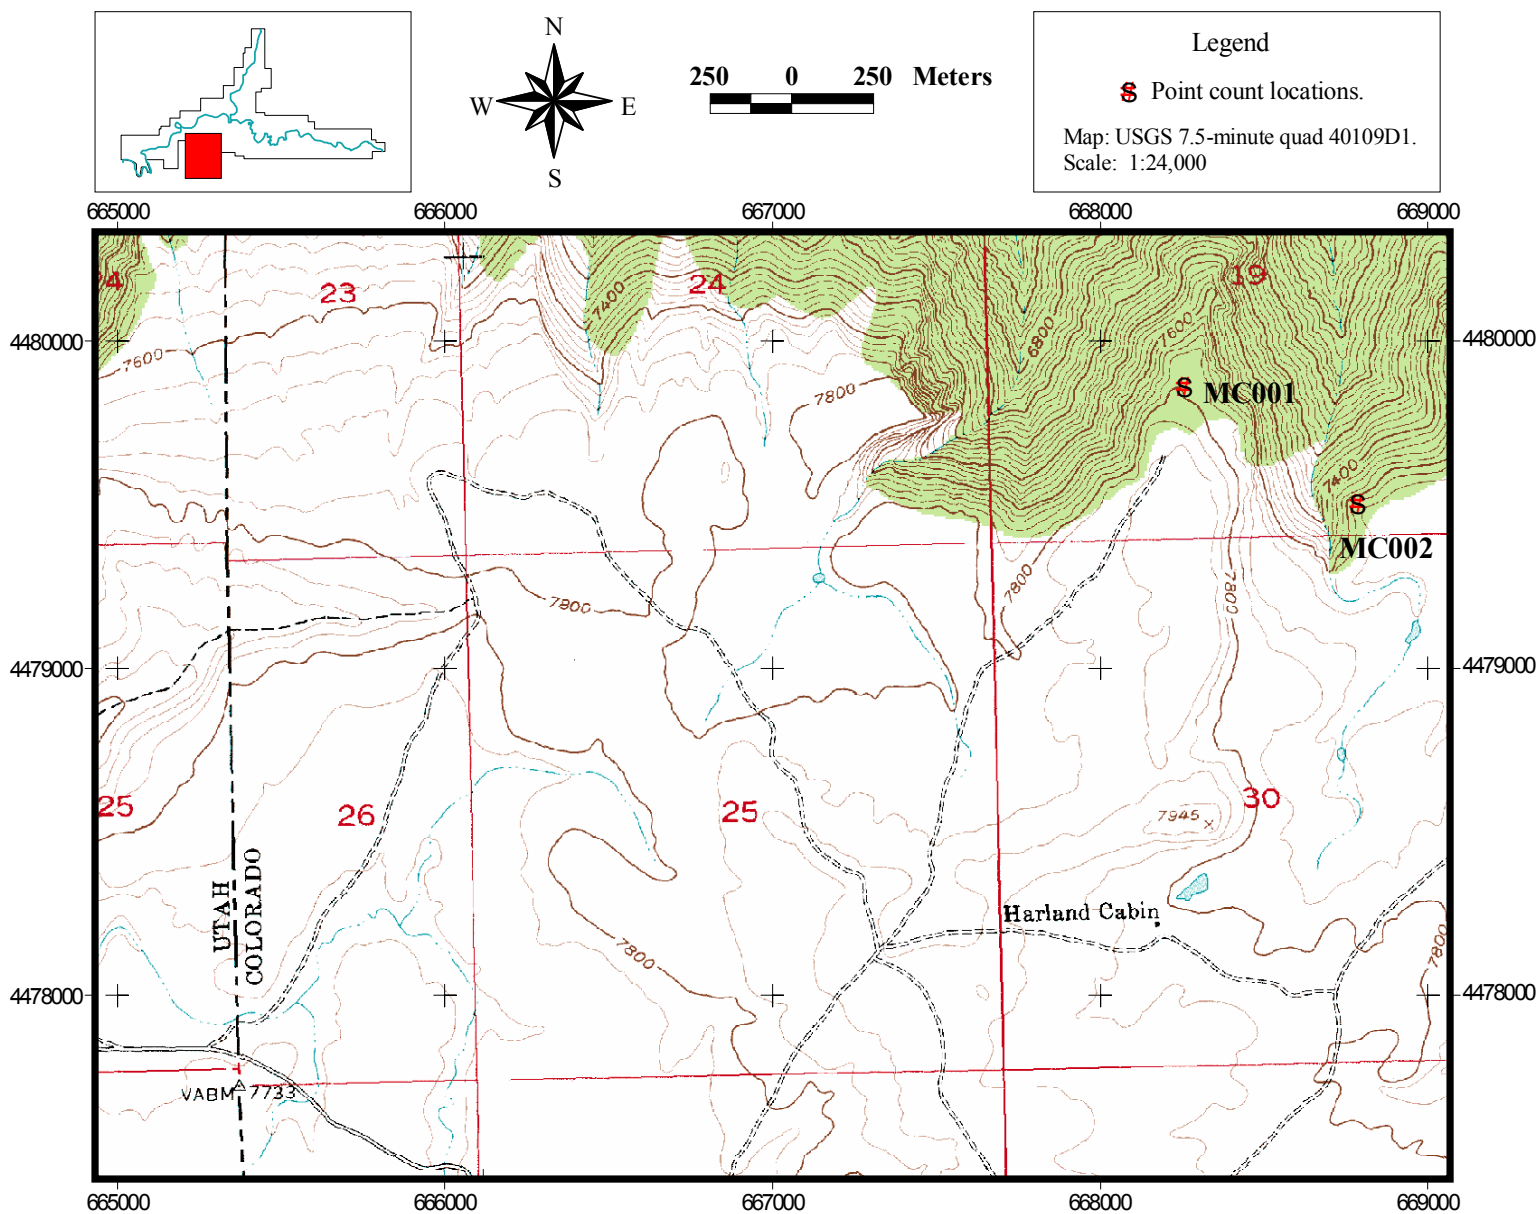 N
W E
S
250 0 250 Meters
Legend
S Point count locations.
Map: USGS 7.5-minute quad 40109D1.
Scale: 1:24,000
665000 666000 667000 668000 669000
23
24
19
7400
6800
7600
4480000
4480000
7600
7800
S MC001
7400
S
MC002
7800
7800
7800
4479000
4479000
25
26
25
7945
30
UTAH
COLORADO
Harland Cabin
7800
7800
4478000
4478000
VABM 7733
665000 666000 667000 668000 669000